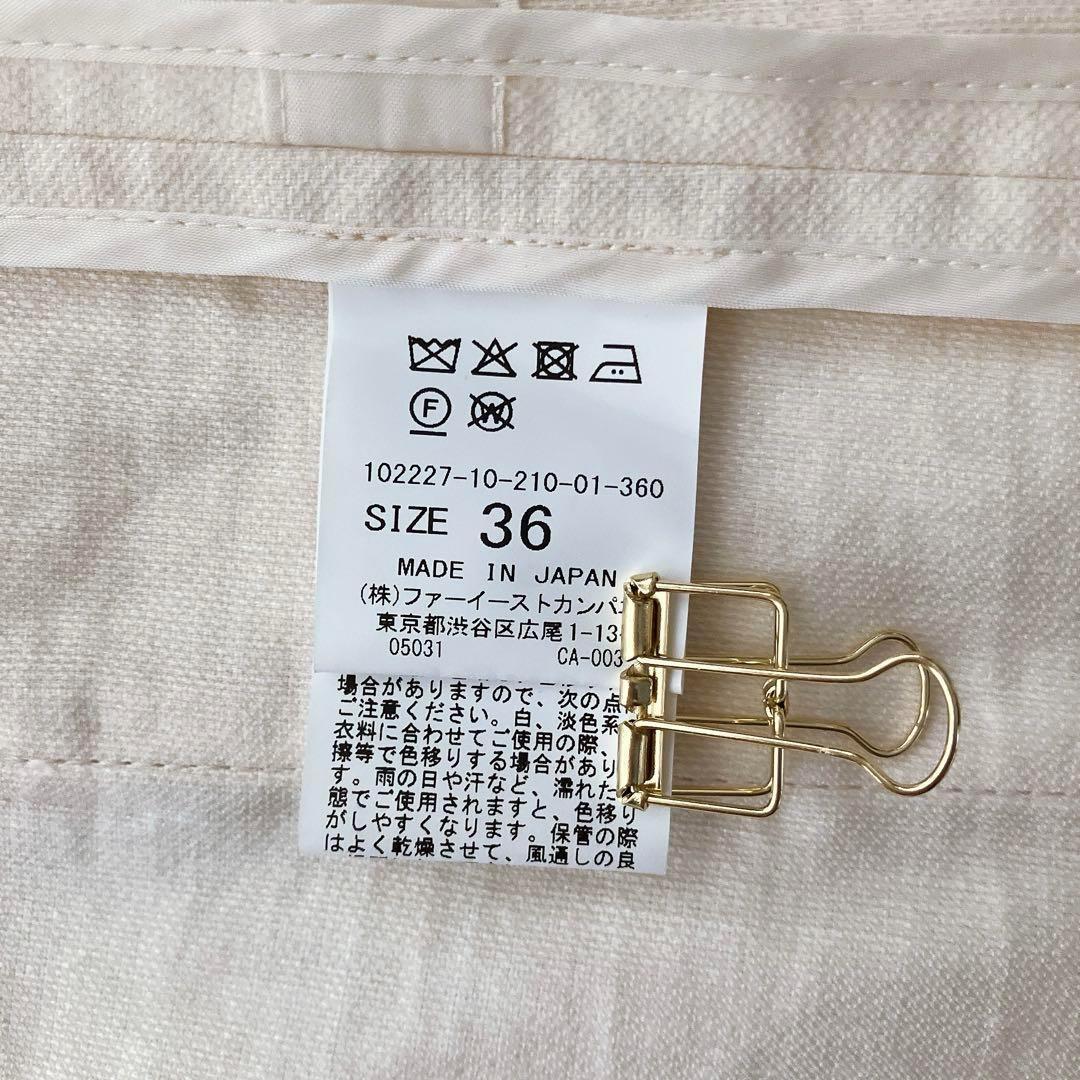 F
W
102227-10-210-01-360
SIZE 36
MADE IN JAPAN
(株)ファーイーストカンパ
東京都渋谷区広尾1-13
05031 CA-003
場合がありますので、次の点
ご注意ください。白、淡色系
衣料に合わせてご使用の際、
擦等で色移りする場合があり
す。雨の日や汗など、濡れた
態でご使用されますと、色移り
がしやすくなります。保管の際
はよく乾燥させて、風通しの良